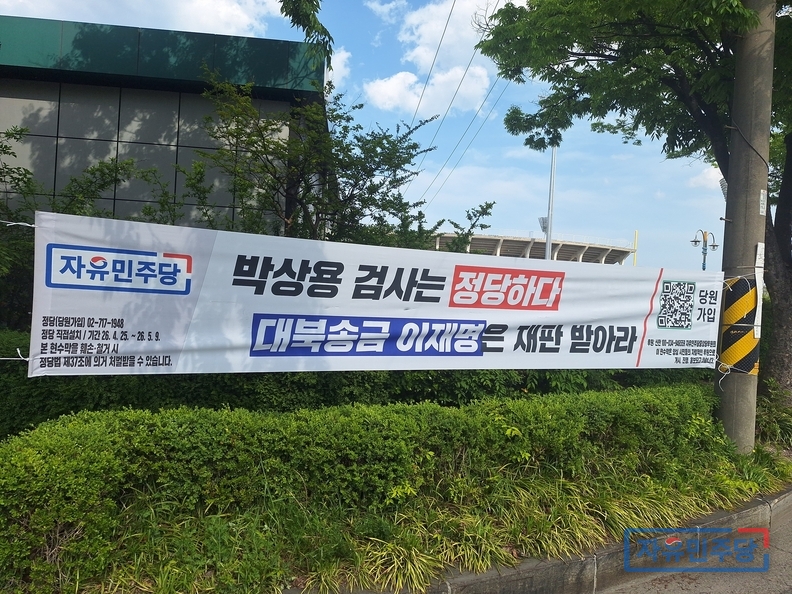 자유민주당
박상용 검사는 정당하다
대북송금 이재명은 재판 받아라
정당(당원가입) 02-717-1948
정당 직접설치 / 기간 26. 4. 25. ~ 26. 5. 9.
본 현수막을 훼손·철거 시
정당법 제37조에 의거 처벌받을 수 있습니다.
당원
가입
자유민주당